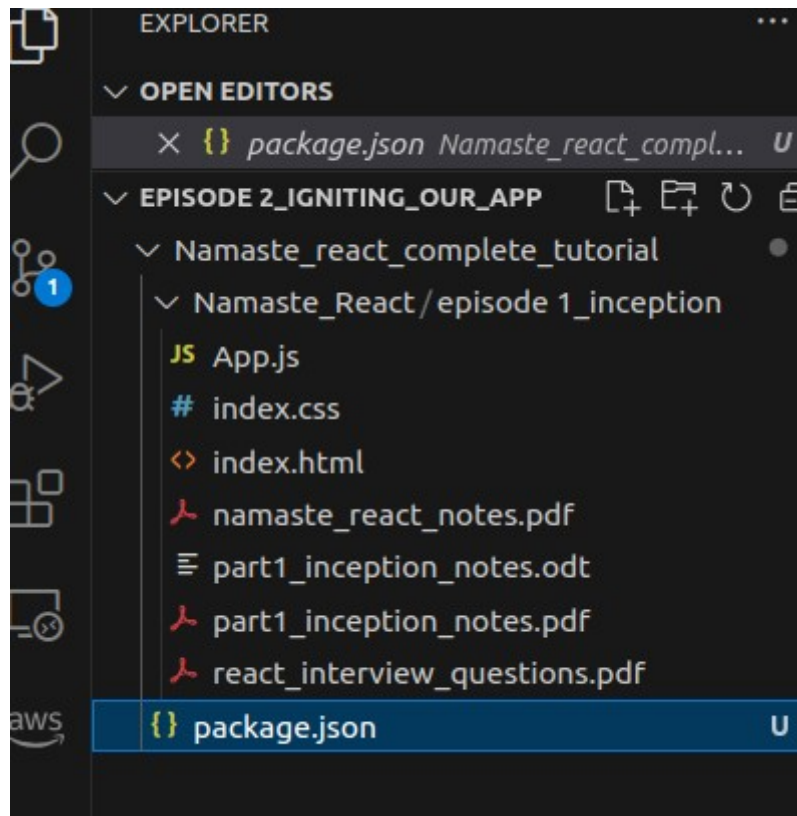 EXPLORER
OPEN EDITORS
{} package.json Namaste_react_compl... U
EPISODE 2_IGNITING_OUR_APP
Namaste_react_complete_tutorial
1
Namaste_React/episode 1_inception
JS App.js
# index.css
<> index.html
namaste_react_notes.pdf
part1_inception_notes.odt
part1_inception_notes.pdf
react_interview_questions.pdf
aws
{} package.json U